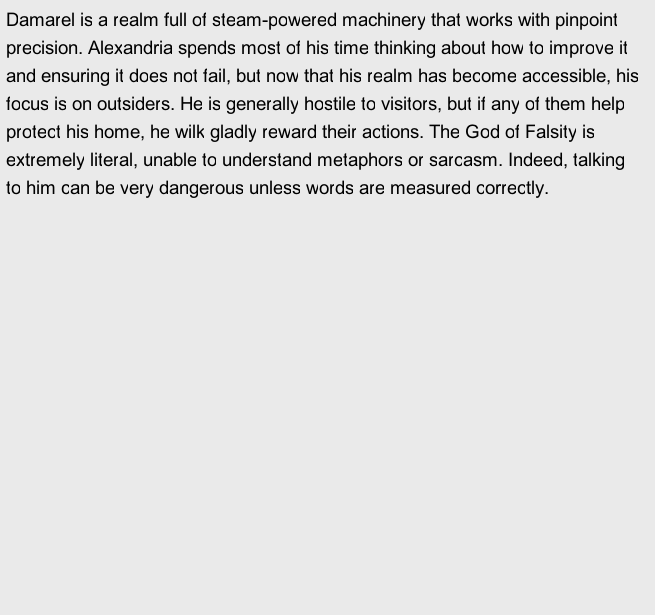 Damarel is a realm full of steam-powered machinery that works with pinpoint
precision. Alexandria spends most of his time thinking about how to improve it
and ensuring it does not fail, but now that his realm has become accessible, his
focus is on outsiders. He is generally hostile to visitors, but if any of them help
protect his home, he wilk gladly reward their actions. The God of Falsity is
extremely literal, unable to understand metaphors or sarcasm. Indeed, talking
to him can be very dangerous unless words are measured correctly.